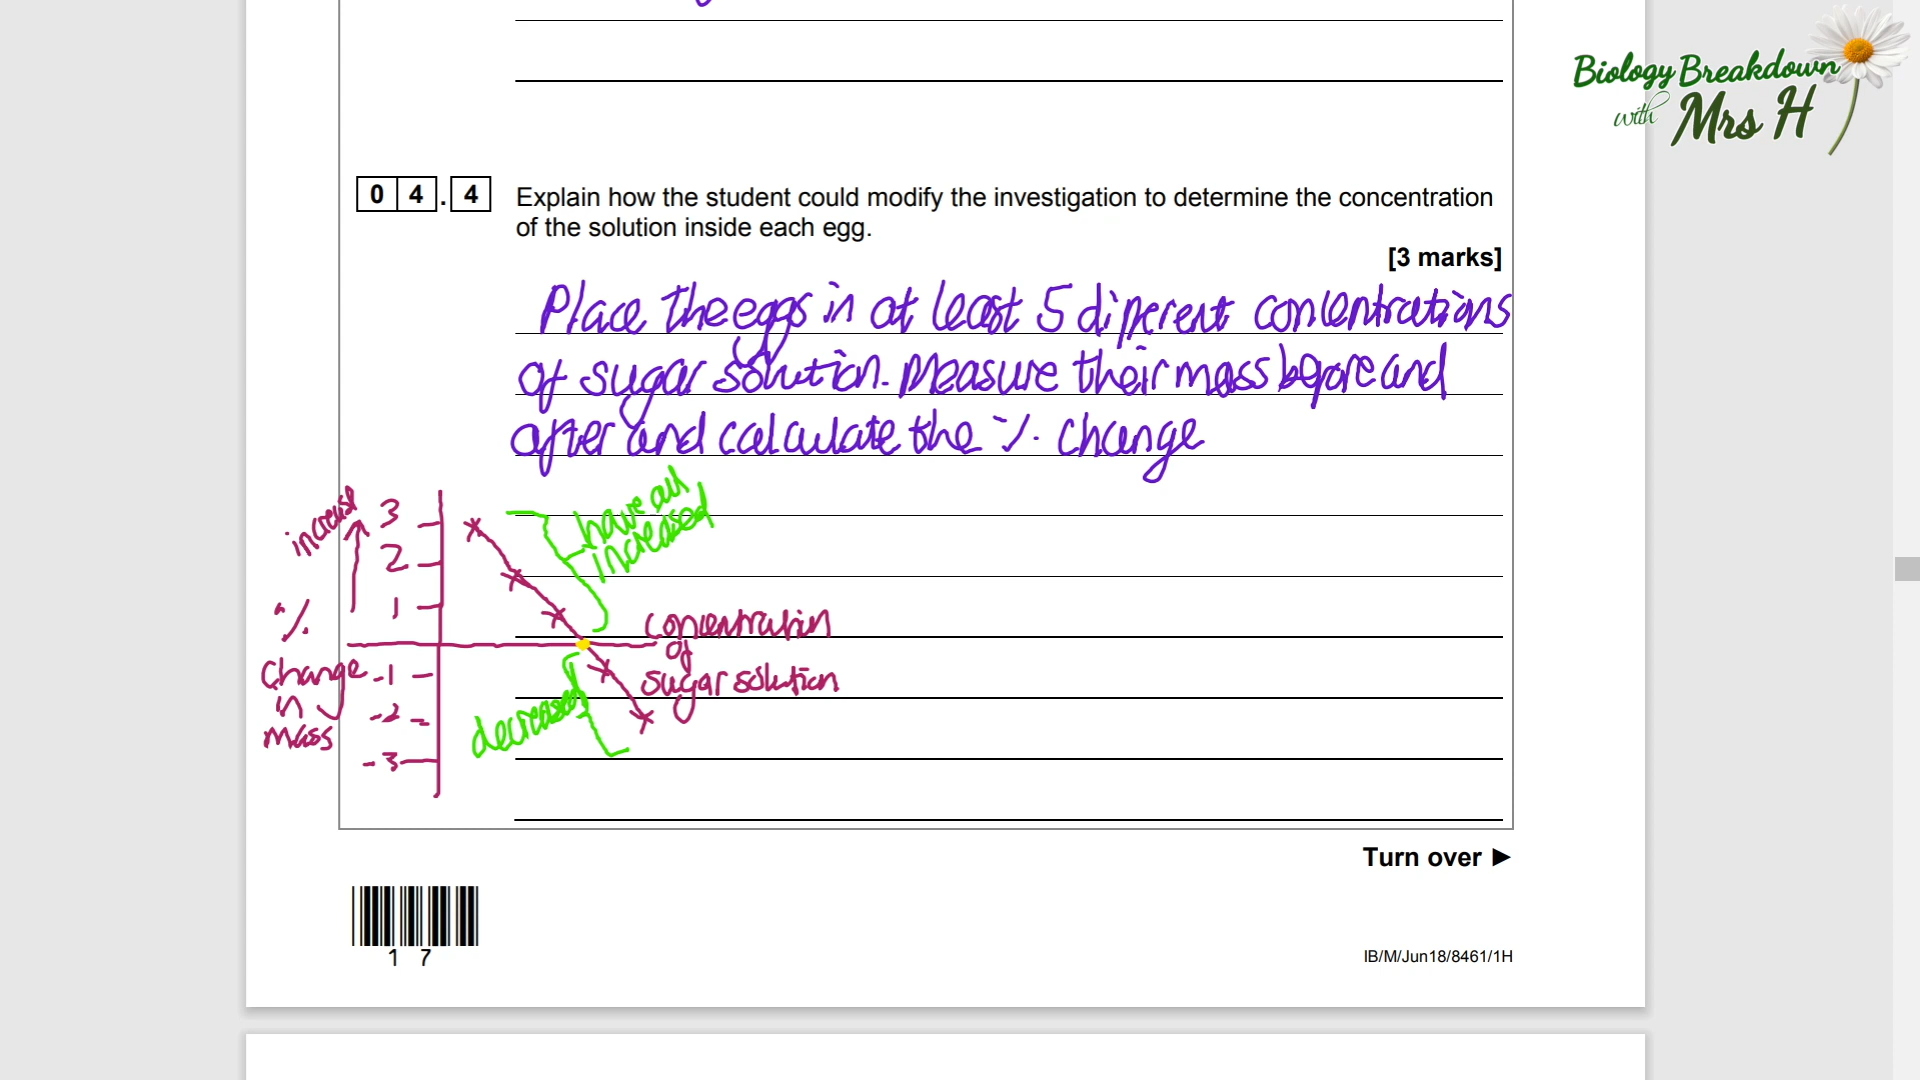 Biology Breakdown
with Mrs H
04.4 Explain how the student could modify the investigation to determine the concentration
of the solution inside each egg.
[3 marks]
Place the eggs in at least 5 different concentrations
of sugar solution. Measure their mass before and
after and calculate the % change
increase
3
2
1
%
change
in
mass
-1
-2
-3
have all
increased
decreased
concentration
of
sugar solution
Turn over ►
1 7
IB/M/Jun18/8461/1H